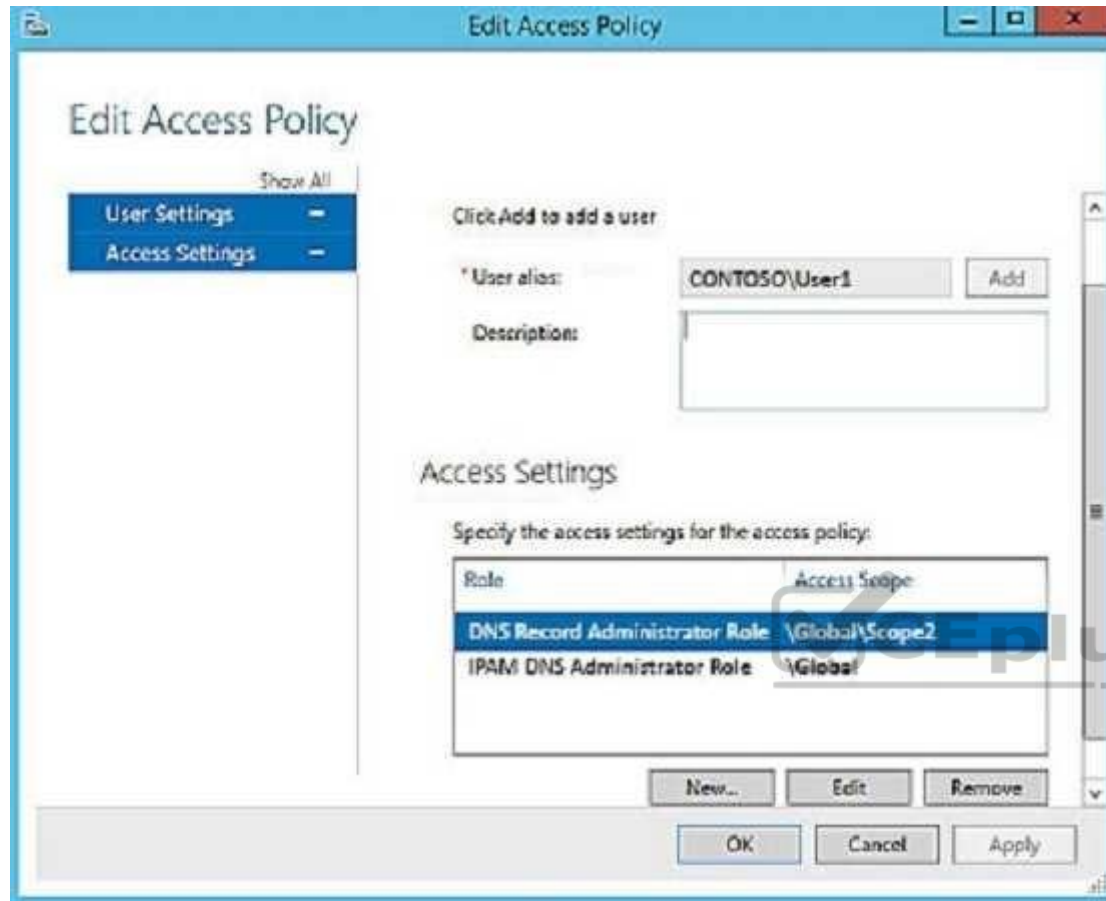 Edit Access Policy
Edit Access Policy
Show All
User Settings
Access Settings
Click Add to add a user
* User alias: CONTOSO\User1 Add
Description:
Access Settings
Specify the access settings for the access policy:
Role Access Scope
DNS Record Administrator Role \Global\Scope2
IPAM DNS Administrator Role \Global
CEplu
New... Edit Remove
OK Cancel Apply